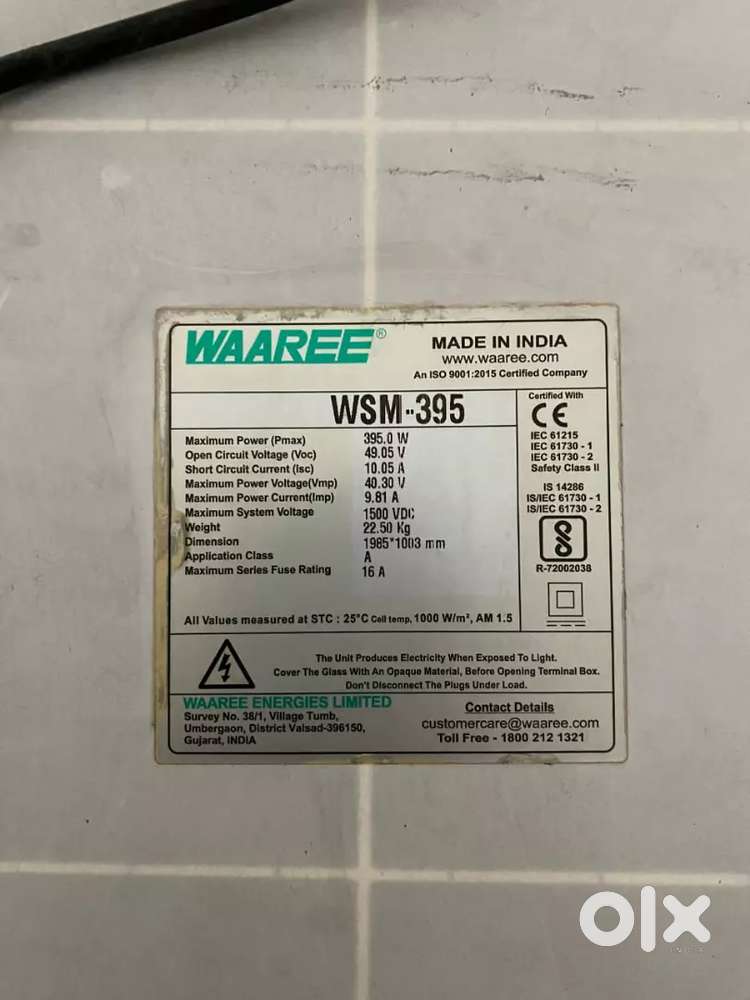 WAAREE®
MADE IN INDIA
www.waaree.com
An ISO 9001:2015 Certified Company
WSM-395
Maximum Power (Pmax) 395.0 W
Open Circuit Voltage (Voc) 49.05 V
Short Circuit Current (Isc) 10.05 A
Maximum Power Voltage(Vmp) 40.30 V
Maximum Power Current(Imp) 9.81 A
Maximum System Voltage 1500 VDC
Weight 22.50 Kg
Dimension 1985*1003 mm
Application Class A
Maximum Series Fuse Rating 16 A
All Values measured at STC : 25°C Cell temp, 1000 W/m², AM 1.5
Certified With
CE
IEC 61215
IEC 61730 - 1
IEC 61730 - 2
Safety Class II
IS 14286
IS/IEC 61730 - 1
IS/IEC 61730 - 2
R-72002038
The Unit Produces Electricity When Exposed To Light.
Cover The Glass With An Opaque Material, Before Opening Terminal Box.
Don't Disconnect The Plugs Under Load.
WAAREE ENERGIES LIMITED
Survey No. 38/1, Village Tumb,
Umbergaon, District Valsad-396150,
Gujarat, INDIA
Contact Details
customercare@waaree.com
Toll Free - 1800 212 1321
olx